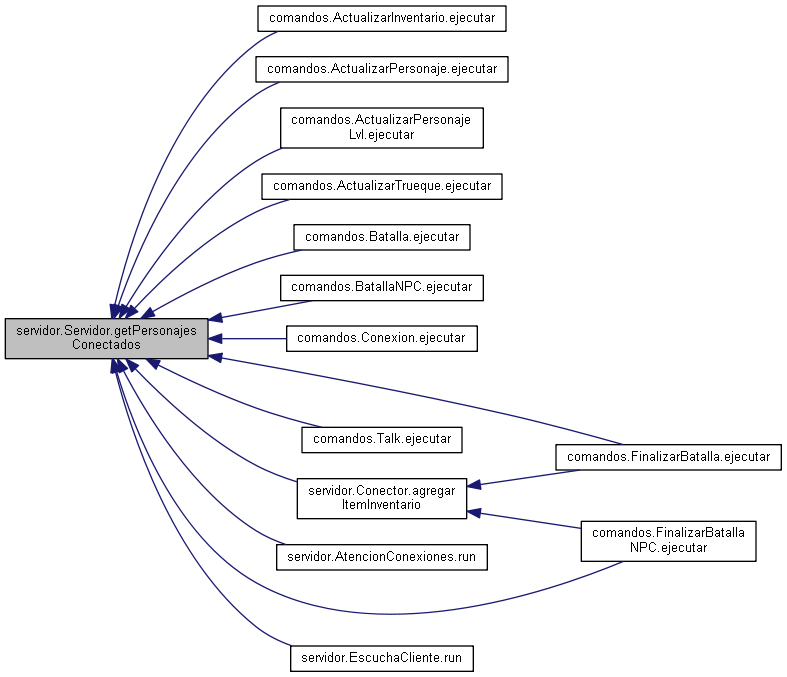 comandos.ActualizarInventario.ejecutar
comandos.ActualizarPersonaje.ejecutar
comandos.ActualizarPersonaje
Lvl.ejecutar
comandos.ActualizarTrueque.ejecutar
comandos.Batalla.ejecutar
comandos.BatallaNPC.ejecutar
servidor.Servidor.getPersonajes
Conectados
comandos.Conexion.ejecutar
comandos.Talk.ejecutar
comandos.FinalizarBatalla.ejecutar
servidor.Conector.agregar
ItemInventario
comandos.FinalizarBatalla
NPC.ejecutar
servidor.AtencionConexiones.run
servidor.EscuchaCliente.run